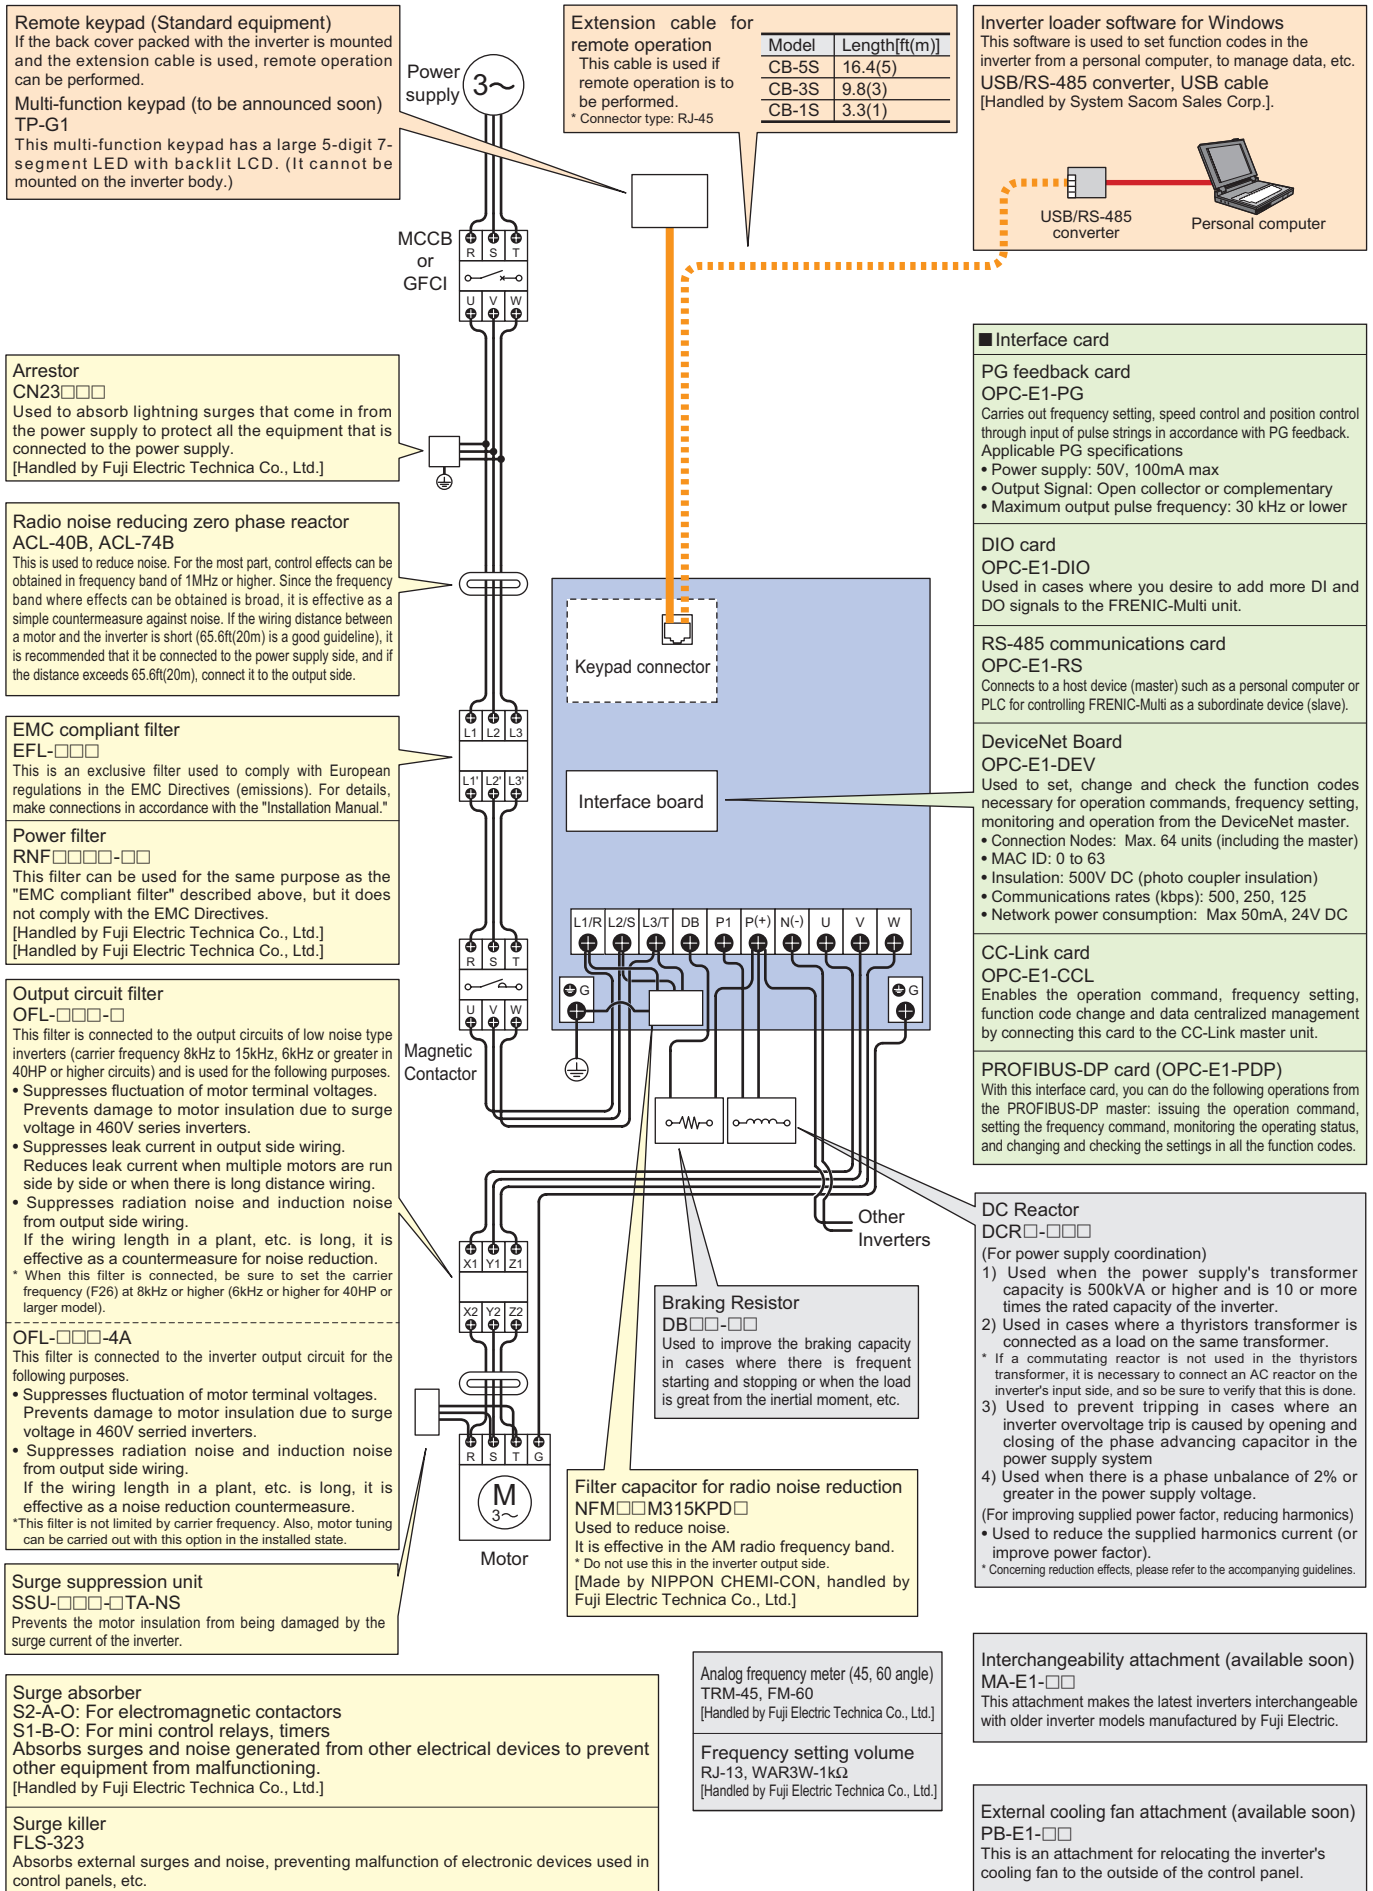 Remote keypad (Standard equipment)
If the back cover packed with the inverter is mounted
and the extension cable is used, remote operation
can be performed.
Multi-function keypad (to be announced soon)
TP-G1
This multi-function keypad has a large 5-digit 7-
segment LED with backlit LCD. (It cannot be
mounted on the inverter body.)
Power
supply
3~
Extension cable for
remote operation
This cable is used if
remote operation is to
be performed.
* Connector type: RJ-45
Model Length[ft(m)]
CB-5S 16.4(5)
CB-3S 9.8(3)
CB-1S 3.3(1)
Inverter loader software for Windows
This software is used to set function codes in the
inverter from a personal computer, to manage data, etc.
USB/RS-485 converter, USB cable
[Handled by System Sacom Sales Corp.].
USB/RS-485
converter
Personal computer
MCCB
or
GFCI
R S T
U V W
Arrestor
CN23□□□
Used to absorb lightning surges that come in from
the power supply to protect all the equipment that is
connected to the power supply.
[Handled by Fuji Electric Technica Co., Ltd.]
Radio noise reducing zero phase reactor
ACL-40B, ACL-74B
This is used to reduce noise. For the most part, control effects can be
obtained in frequency band of 1MHz or higher. Since the frequency
band where effects can be obtained is broad, it is effective as a
simple countermeasure against noise. If the wiring distance between
a motor and the inverter is short (65.6ft(20m) is a good guideline), it
is recommended that it be connected to the power supply side, and if
the distance exceeds 65.6ft(20m), connect it to the output side.
EMC compliant filter
EFL-□□□
This is an exclusive filter used to comply with European
regulations in the EMC Directives (emissions). For details,
make connections in accordance with the "Installation Manual."
Power filter
RNF□□□□-□□
This filter can be used for the same purpose as the
"EMC compliant filter" described above, but it does
not comply with the EMC Directives.
[Handled by Fuji Electric Technica Co., Ltd.]
[Handled by Fuji Electric Technica Co., Ltd.]
L1 L2 L3
L1' L2' L3'
R S T
U V W
Magnetic
Contactor
Keypad connector
Interface board
L1/R L2/S L3/T DB P1 P(+) N(-) U V W
G
G
Other
Inverters
■ Interface card
PG feedback card
OPC-E1-PG
Carries out frequency setting, speed control and position control
through input of pulse strings in accordance with PG feedback.
Applicable PG specifications
• Power supply: 50V, 100mA max
• Output Signal: Open collector or complementary
• Maximum output pulse frequency: 30 kHz or lower
DIO card
OPC-E1-DIO
Used in cases where you desire to add more DI and
DO signals to the FRENIC-Multi unit.
RS-485 communications card
OPC-E1-RS
Connects to a host device (master) such as a personal computer or
PLC for controlling FRENIC-Multi as a subordinate device (slave).
DeviceNet Board
OPC-E1-DEV
Used to set, change and check the function codes
necessary for operation commands, frequency setting,
monitoring and operation from the DeviceNet master.
• Connection Nodes: Max. 64 units (including the master)
• MAC ID: 0 to 63
• Insulation: 500V DC (photo coupler insulation)
• Communications rates (kbps): 500, 250, 125
• Network power consumption: Max 50mA, 24V DC
CC-Link card
OPC-E1-CCL
Enables the operation command, frequency setting,
function code change and data centralized management
by connecting this card to the CC-Link master unit.
PROFIBUS-DP card (OPC-E1-PDP)
With this interface card, you can do the following operations from
the PROFIBUS-DP master: issuing the operation command,
setting the frequency command, monitoring the operating status,
and changing and checking the settings in all the function codes.
Output circuit filter
OFL-□□□-□
This filter is connected to the output circuits of low noise type
inverters (carrier frequency 8kHz to 15kHz, 6kHz or greater in
40HP or higher circuits) and is used for the following purposes.
• Suppresses fluctuation of motor terminal voltages.
Prevents damage to motor insulation due to surge
voltage in 460V series inverters.
• Suppresses leak current in output side wiring.
Reduces leak current when multiple motors are run
side by side or when there is long distance wiring.
• Suppresses radiation noise and induction noise
from output side wiring.
If the wiring length in a plant, etc. is long, it is
effective as a countermeasure for noise reduction.
* When this filter is connected, be sure to set the carrier
frequency (F26) at 8kHz or higher (6kHz or higher for 40HP or
larger model).
OFL-□□□-4A
This filter is connected to the inverter output circuit for the
following purposes.
• Suppresses fluctuation of motor terminal voltages.
Prevents damage to motor insulation due to surge
voltage in 460V serried inverters.
• Suppresses radiation noise and induction noise
from output side wiring.
If the wiring length in a plant, etc. is long, it is
effective as a noise reduction countermeasure.
*This filter is not limited by carrier frequency. Also, motor tuning
can be carried out with this option in the installed state.
Surge suppression unit
SSU-□□□-□TA-NS
Prevents the motor insulation from being damaged by the
surge current of the inverter.
X1 Y1 Z1
X2 Y2 Z2
R S T G
M
3~
Motor
Braking Resistor
DB□□-□□
Used to improve the braking capacity
in cases where there is frequent
starting and stopping or when the load
is great from the inertial moment, etc.
Filter capacitor for radio noise reduction
NFM□□M315KPD□
Used to reduce noise.
It is effective in the AM radio frequency band.
* Do not use this in the inverter output side.
[Made by NIPPON CHEMI-CON, handled by
Fuji Electric Technica Co., Ltd.]
DC Reactor
DCR□-□□□
(For power supply coordination)
1) Used when the power supply's transformer
capacity is 500kVA or higher and is 10 or more
times the rated capacity of the inverter.
2) Used in cases where a thyristors transformer is
connected as a load on the same transformer.
* If a commutating reactor is not used in the thyristors
transformer, it is necessary to connect an AC reactor on the
inverter's input side, and so be sure to verify that this is done.
3) Used to prevent tripping in cases where an
inverter overvoltage trip is caused by opening and
closing of the phase advancing capacitor in the
power supply system
4) Used when there is a phase unbalance of 2% or
greater in the power supply voltage.
(For improving supplied power factor, reducing harmonics)
• Used to reduce the supplied harmonics current (or
improve power factor).
* Concerning reduction effects, please refer to the accompanying guidelines.
Surge absorber
S2-A-O: For electromagnetic contactors
S1-B-O: For mini control relays, timers
Absorbs surges and noise generated from other electrical devices to prevent
other equipment from malfunctioning.
[Handled by Fuji Electric Technica Co., Ltd.]
Surge killer
FLS-323
Absorbs external surges and noise, preventing malfunction of electronic devices used in
control panels, etc.
Analog frequency meter (45, 60 angle)
TRM-45, FM-60
[Handled by Fuji Electric Technica Co., Ltd.]
Frequency setting volume
RJ-13, WAR3W-1kΩ
[Handled by Fuji Electric Technica Co., Ltd.]
Interchangeability attachment (available soon)
MA-E1-□□
This attachment makes the latest inverters interchangeable
with older inverter models manufactured by Fuji Electric.
External cooling fan attachment (available soon)
PB-E1-□□
This is an attachment for relocating the inverter's
cooling fan to the outside of the control panel.